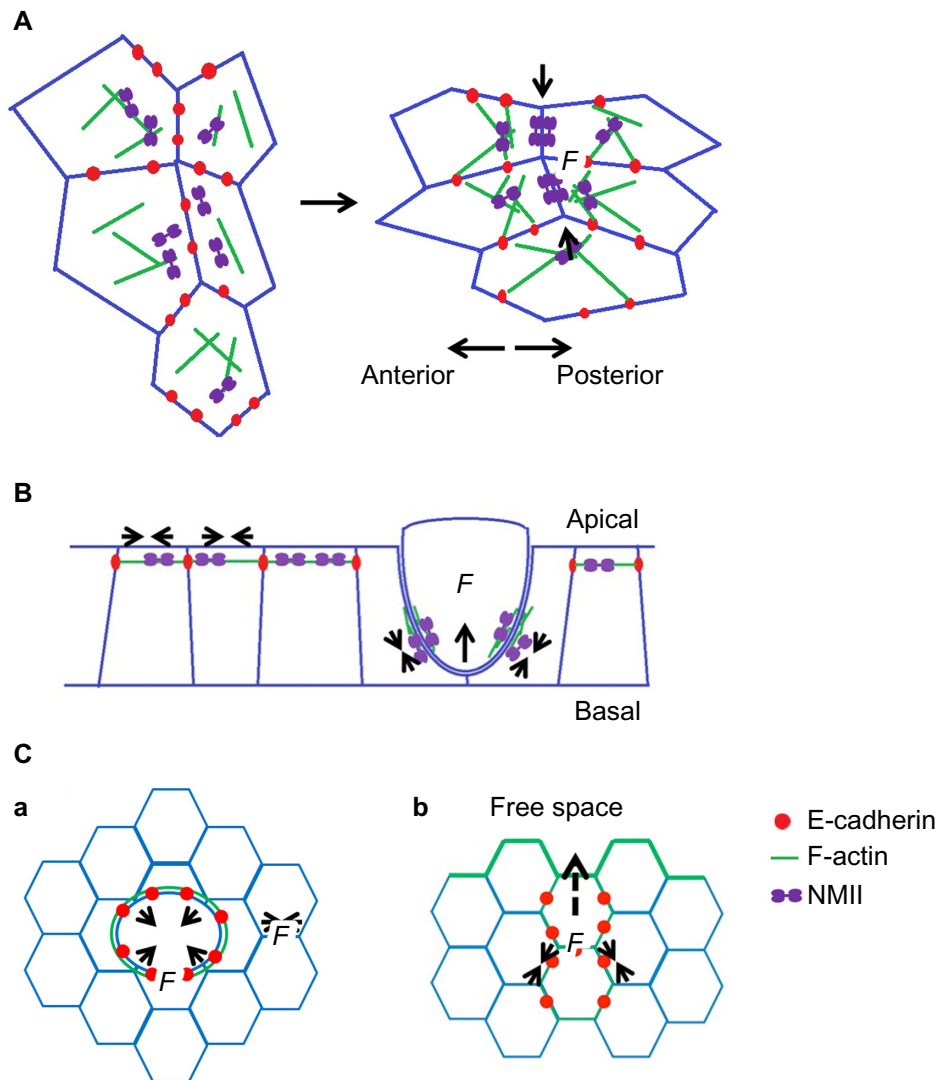 A
F
Anterior
Posterior
B
Apical
F
Basal
C
a
b
Free space
E-cadherin
F-actin
NMII
F
F
F